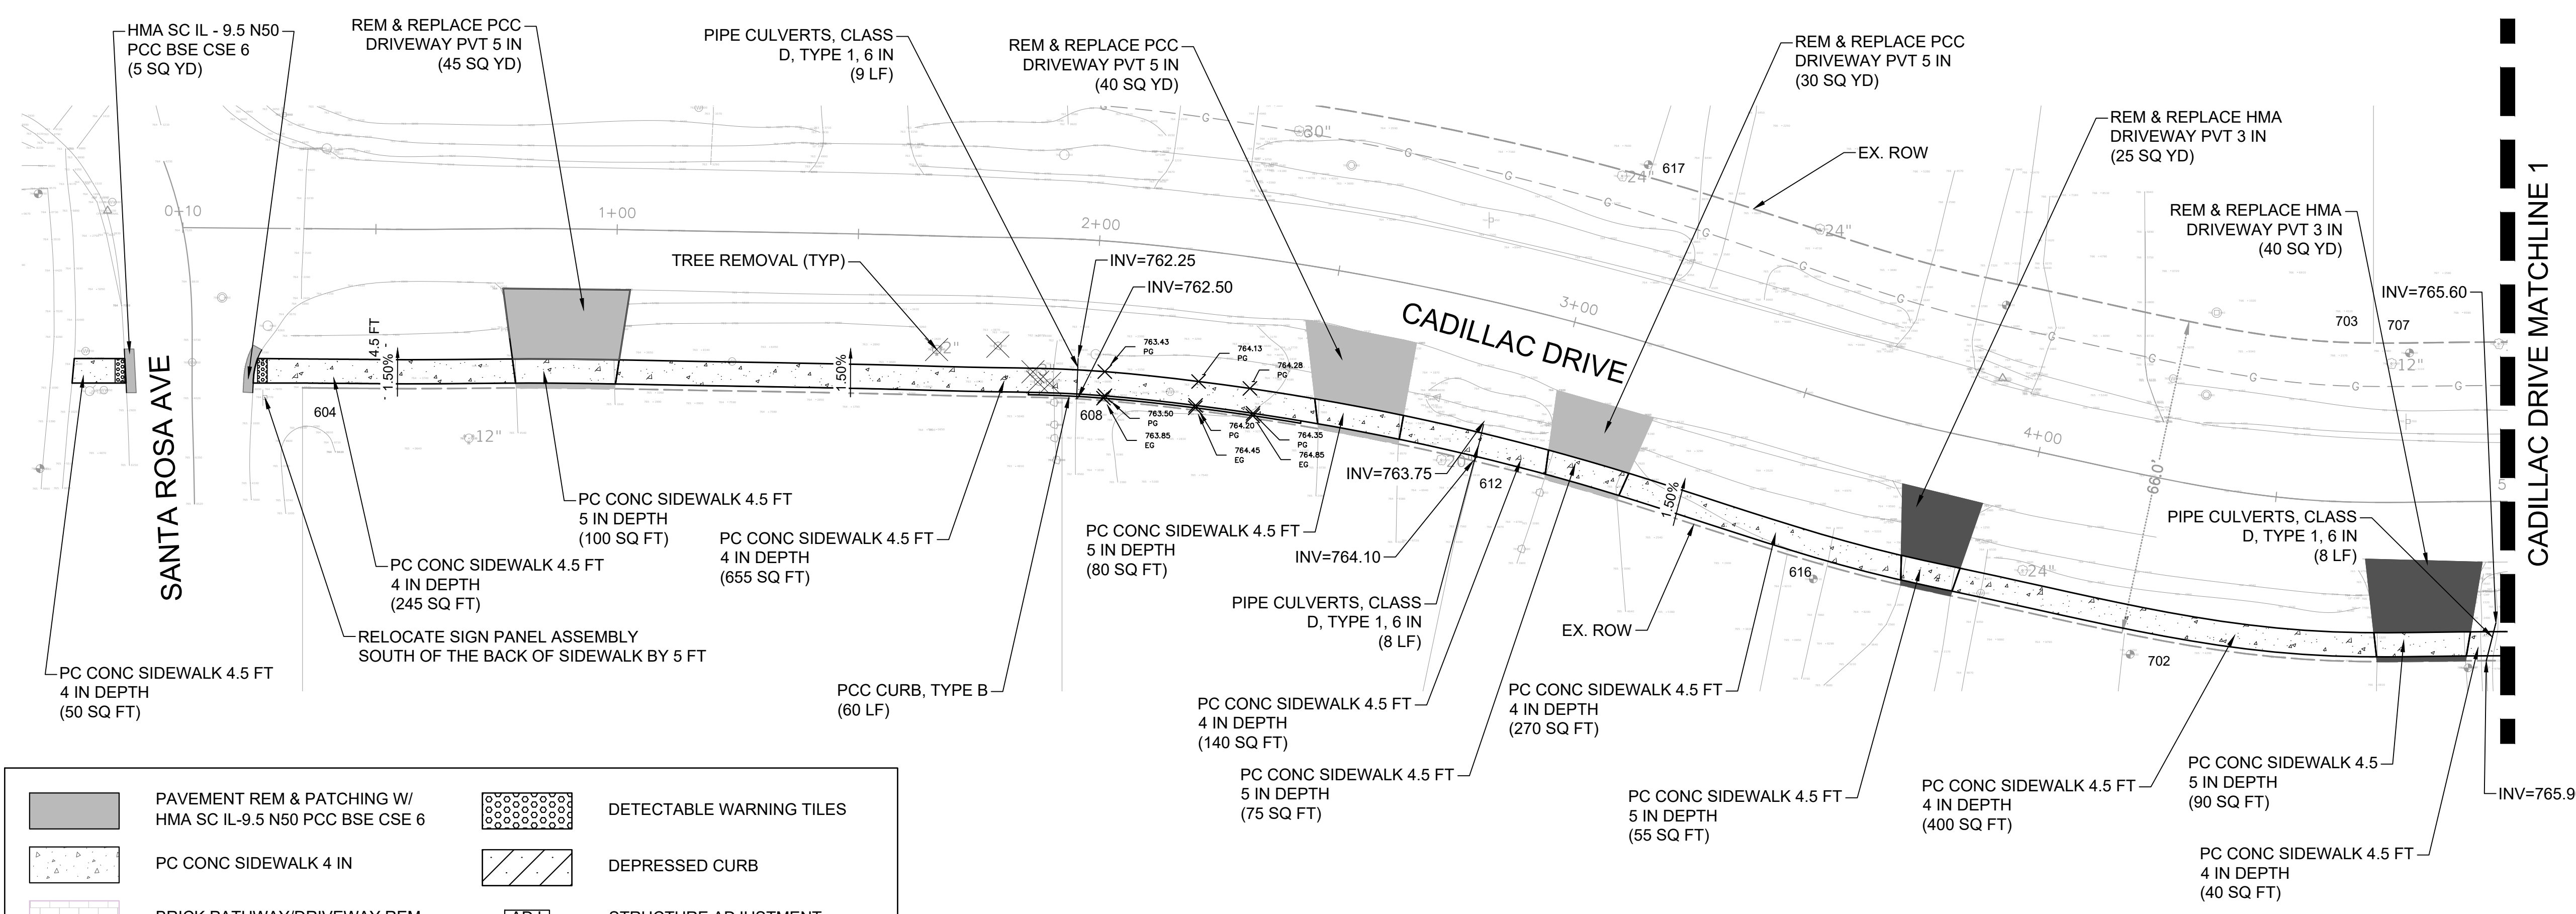 HMA SC IL - 9.5 N50
PCC BSE CSE 6
(5 SQ YD)
REM & REPLACE PCC
DRIVEWAY PVT 5 IN
(45 SQ YD)
PIPE CULVERTS, CLASS
D, TYPE 1, 6 IN
(9 LF)
REM & REPLACE PCC
DRIVEWAY PVT 5 IN
(40 SQ YD)
REM & REPLACE PCC
DRIVEWAY PVT 5 IN
(30 SQ YD)
REM & REPLACE HMA
DRIVEWAY PVT 3 IN
(25 SQ YD)
REM & REPLACE HMA
DRIVEWAY PVT 3 IN
(40 SQ YD)
EX. ROW
CADILLAC DRIVE MATCHLINE 1
G
G
G
G
G
G
G
G
G
G
30"
24"
617
24"
703
707
12"
0+10
1+00
2+00
3+00
4+00
5
TREE REMOVAL (TYP)
INV=762.25
INV=762.50
INV=765.60
CADILLAC DRIVE
SANTA ROSA AVE
4.5 FT
1.50%
1.50%
1.50%
763.43
PG
764.13
PG
764.28
PG
763.50
PG
763.85
EG
764.20
PG
764.45
EG
764.35
PG
764.85
EG
604
608
612
616
702
12"
24"
66.0'
INV=763.75
INV=764.10
PIPE CULVERTS, CLASS
D, TYPE 1, 6 IN
(8 LF)
EX. ROW
PIPE CULVERTS, CLASS
D, TYPE 1, 6 IN
(8 LF)
PC CONC SIDEWALK 4.5 FT
5 IN DEPTH
(100 SQ FT)
PC CONC SIDEWALK 4.5 FT
4 IN DEPTH
(655 SQ FT)
PC CONC SIDEWALK 4.5 FT
5 IN DEPTH
(80 SQ FT)
PC CONC SIDEWALK 4.5 FT
4 IN DEPTH
(245 SQ FT)
RELOCATE SIGN PANEL ASSEMBLY
SOUTH OF THE BACK OF SIDEWALK BY 5 FT
PC CONC SIDEWALK 4.5 FT
4 IN DEPTH
(50 SQ FT)
PCC CURB, TYPE B
(60 LF)
PC CONC SIDEWALK 4.5 FT
4 IN DEPTH
(140 SQ FT)
PC CONC SIDEWALK 4.5 FT
5 IN DEPTH
(75 SQ FT)
PC CONC SIDEWALK 4.5 FT
4 IN DEPTH
(270 SQ FT)
PC CONC SIDEWALK 4.5 FT
5 IN DEPTH
(55 SQ FT)
PC CONC SIDEWALK 4.5 FT
4 IN DEPTH
(400 SQ FT)
PC CONC SIDEWALK 4.5
5 IN DEPTH
(90 SQ FT)
PC CONC SIDEWALK 4.5 FT
4 IN DEPTH
(40 SQ FT)
INV=765.9
PAVEMENT REM & PATCHING W/
HMA SC IL-9.5 N50 PCC BSE CSE 6
DETECTABLE WARNING TILES
PC CONC SIDEWALK 4 IN
DEPRESSED CURB
BRICK PATHWAY/DRIVEWAY REM
ADJ
STRUCTURE ADJUSTMENT